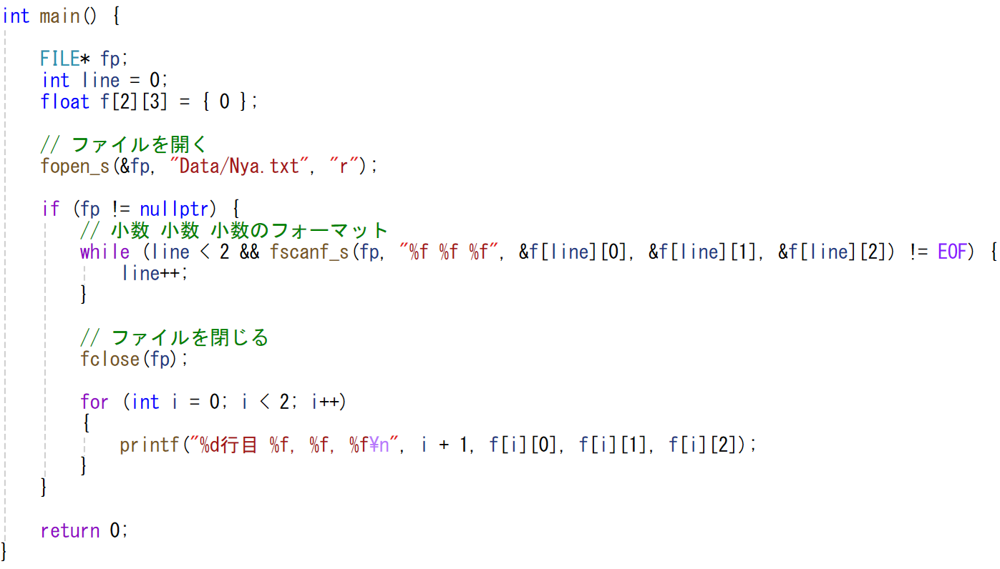 int main() {
FILE* fp;
int line = 0;
float f[2][3] = { 0 };
// ファイルを開く
fopen_s(&fp, "Data/Nya.txt", "r");
if (fp != nullptr) {
// 小数 小数 小数のフォーマット
while (line < 2 && fscanf_s(fp, "%f %f %f", &f[line][0], &f[line][1], &f[line][2]) != EOF) {
line++;
}
// ファイルを閉じる
fclose(fp);
for (int i = 0; i < 2; i++)
{
printf("%d行目 %f, %f, %f¥n", i + 1, f[i][0], f[i][1], f[i][2]);
}
}
return 0;
}